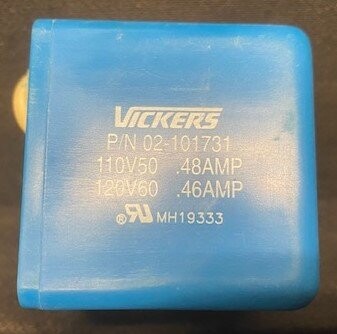 VICKERS
P/N 02-101731
110V50 .48AMP
120V60 .46AMP
® MH19333